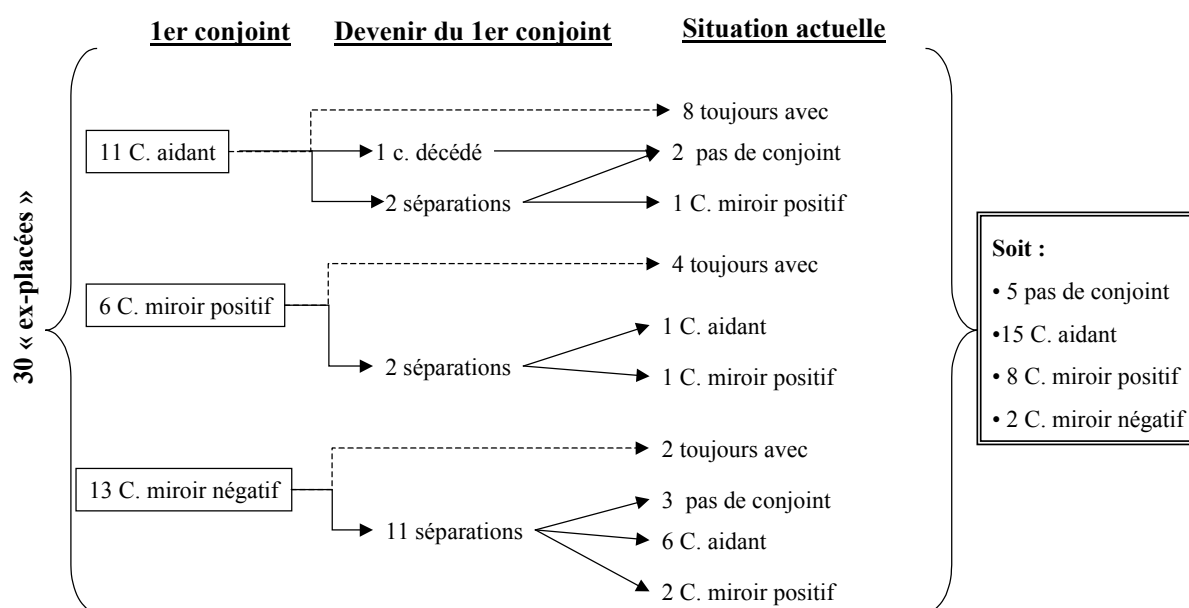 1er conjoint Devenir du 1er conjoint Situation actuelle
30 « ex-placées »
8 toujours avec
11 C. aidant 1 c. décédé 2 pas de conjoint
2 séparations 1 C. miroir positif
4 toujours avec
6 C. miroir positif
1 C. aidant
2 séparations
1 C. miroir positif
2 toujours avec
13 C. miroir négatif
3 pas de conjoint
11 séparations
6 C. aidant
2 C. miroir positif
Soit :
• 5 pas de conjoint
•15 C. aidant
• 8 C. miroir positif
• 2 C. miroir négatif